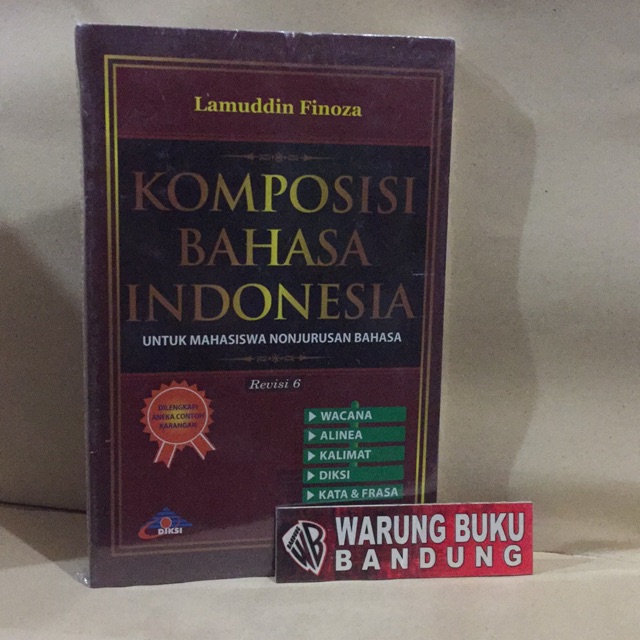 Lamuddin Finoza
KOMPOSISI
BAHASA
INDONESIA
UNTUK MAHASISWA NONJURUSAN BAHASA
Revisi 6
DILENGKAPI
ANEKA CONTOH
KARANGAN
WACANA
ALINEA
KALIMAT
DIKSI
KATA & FRASA
DIKSI
WB
WARUNG BUKU
BANDUNG